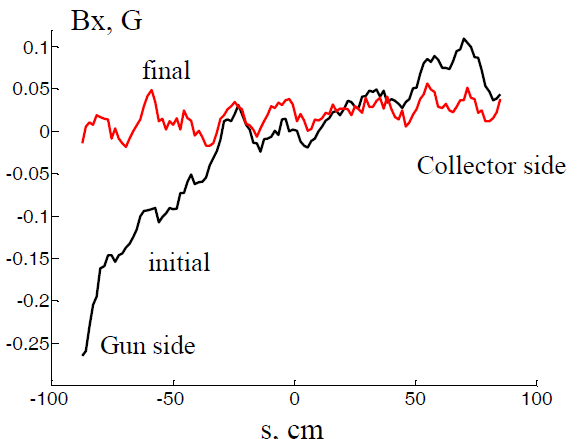 Bx, G
0.1
final
0.05
0
-0.05
Collector side
-0.1
-0.15
initial
-0.2
-0.25
Gun side
-100
-50
0
50
100
s, cm